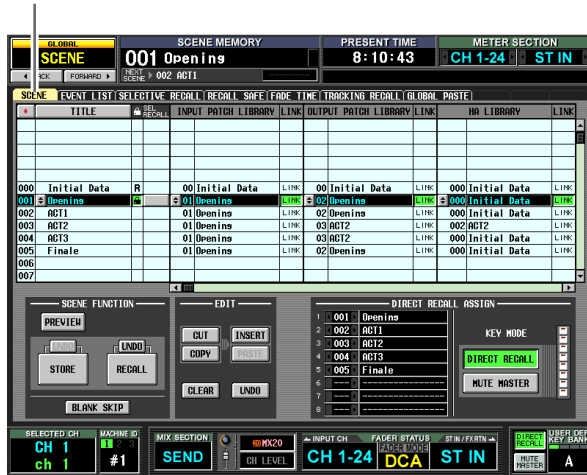 GLOBAL
SCENE
BACK FORWARD
SCENE MEMORY
001 Opening
NEXT SCENE 002 ACT1
PRESENT TIME
8:10:43
METER SECTION
CH 1-24 ST IN
SCENE EVENT LIST SELECTIVE RECALL RECALL SAFE FADE TIME TRACKING RECALL GLOBAL PASTE
TITLE SEL RECALL INPUT PATCH LIBRARY LINK OUTPUT PATCH LIBRARY LINK HA LIBRARY LINK
000 Initial Data R 00 Initial Data LINK 00 Initial Data LINK 000 Initial Data LINK
001 Opening 01 Opening LINK 02 Opening LINK 000 Initial Data LINK
002 ACT1 01 Opening LINK 02 Opening LINK 000 Initial Data LINK
003 ACT2 01 Opening LINK 03 ACT2 LINK 002 ACT2 LINK
004 ACT3 01 Opening LINK 03 ACT2 LINK 000 Initial Data LINK
005 Finale 01 Opening LINK 02 Opening LINK 000 Initial Data LINK
006
007
SCENE FUNCTION
PREVIEW
UNDO UNDO
STORE RECALL
BLANK SKIP
EDIT
CUT INSERT
COPY PASTE
CLEAR UNDO
DIRECT RECALL ASSIGN
1 001 Opening
2 002 ACT1
3 003 ACT2
4 004 ACT3
5 005 Finale
6 ---
7 ---
8 ---
KEY MODE
DIRECT RECALL
MUTE MASTER
SELECTED CH
CH 1
ch 1
MACHINE ID
1 2 3
#1
MIX SECTION
SEND
MIX20
CH LEVEL
INPUT CH FADER STATUS ST IN/FXRTN
CH 1-24
FADER MODE
DCA
ST IN
DIRECT RECALL
MUTE MASTER
USER DEF
KEY BANK
A